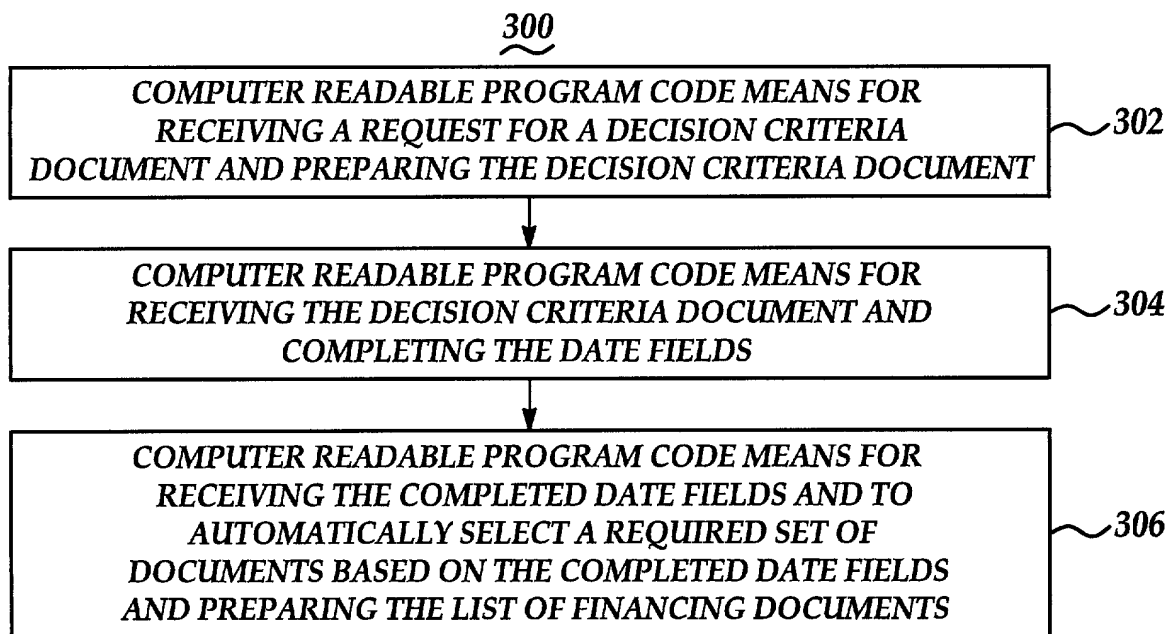 300
COMPUTER READABLE PROGRAM CODE MEANS FOR
RECEIVING A REQUEST FOR A DECISION CRITERIA
DOCUMENT AND PREPARING THE DECISION CRITERIA DOCUMENT
302
COMPUTER READABLE PROGRAM CODE MEANS FOR
RECEIVING THE DECISION CRITERIA DOCUMENT AND
COMPLETING THE DATE FIELDS
304
COMPUTER READABLE PROGRAM CODE MEANS FOR
RECEIVING THE COMPLETED DATE FIELDS AND TO
AUTOMATICALLY SELECT A REQUIRED SET OF
DOCUMENTS BASED ON THE COMPLETED DATE FIELDS
AND PREPARING THE LIST OF FINANCING DOCUMENTS
306